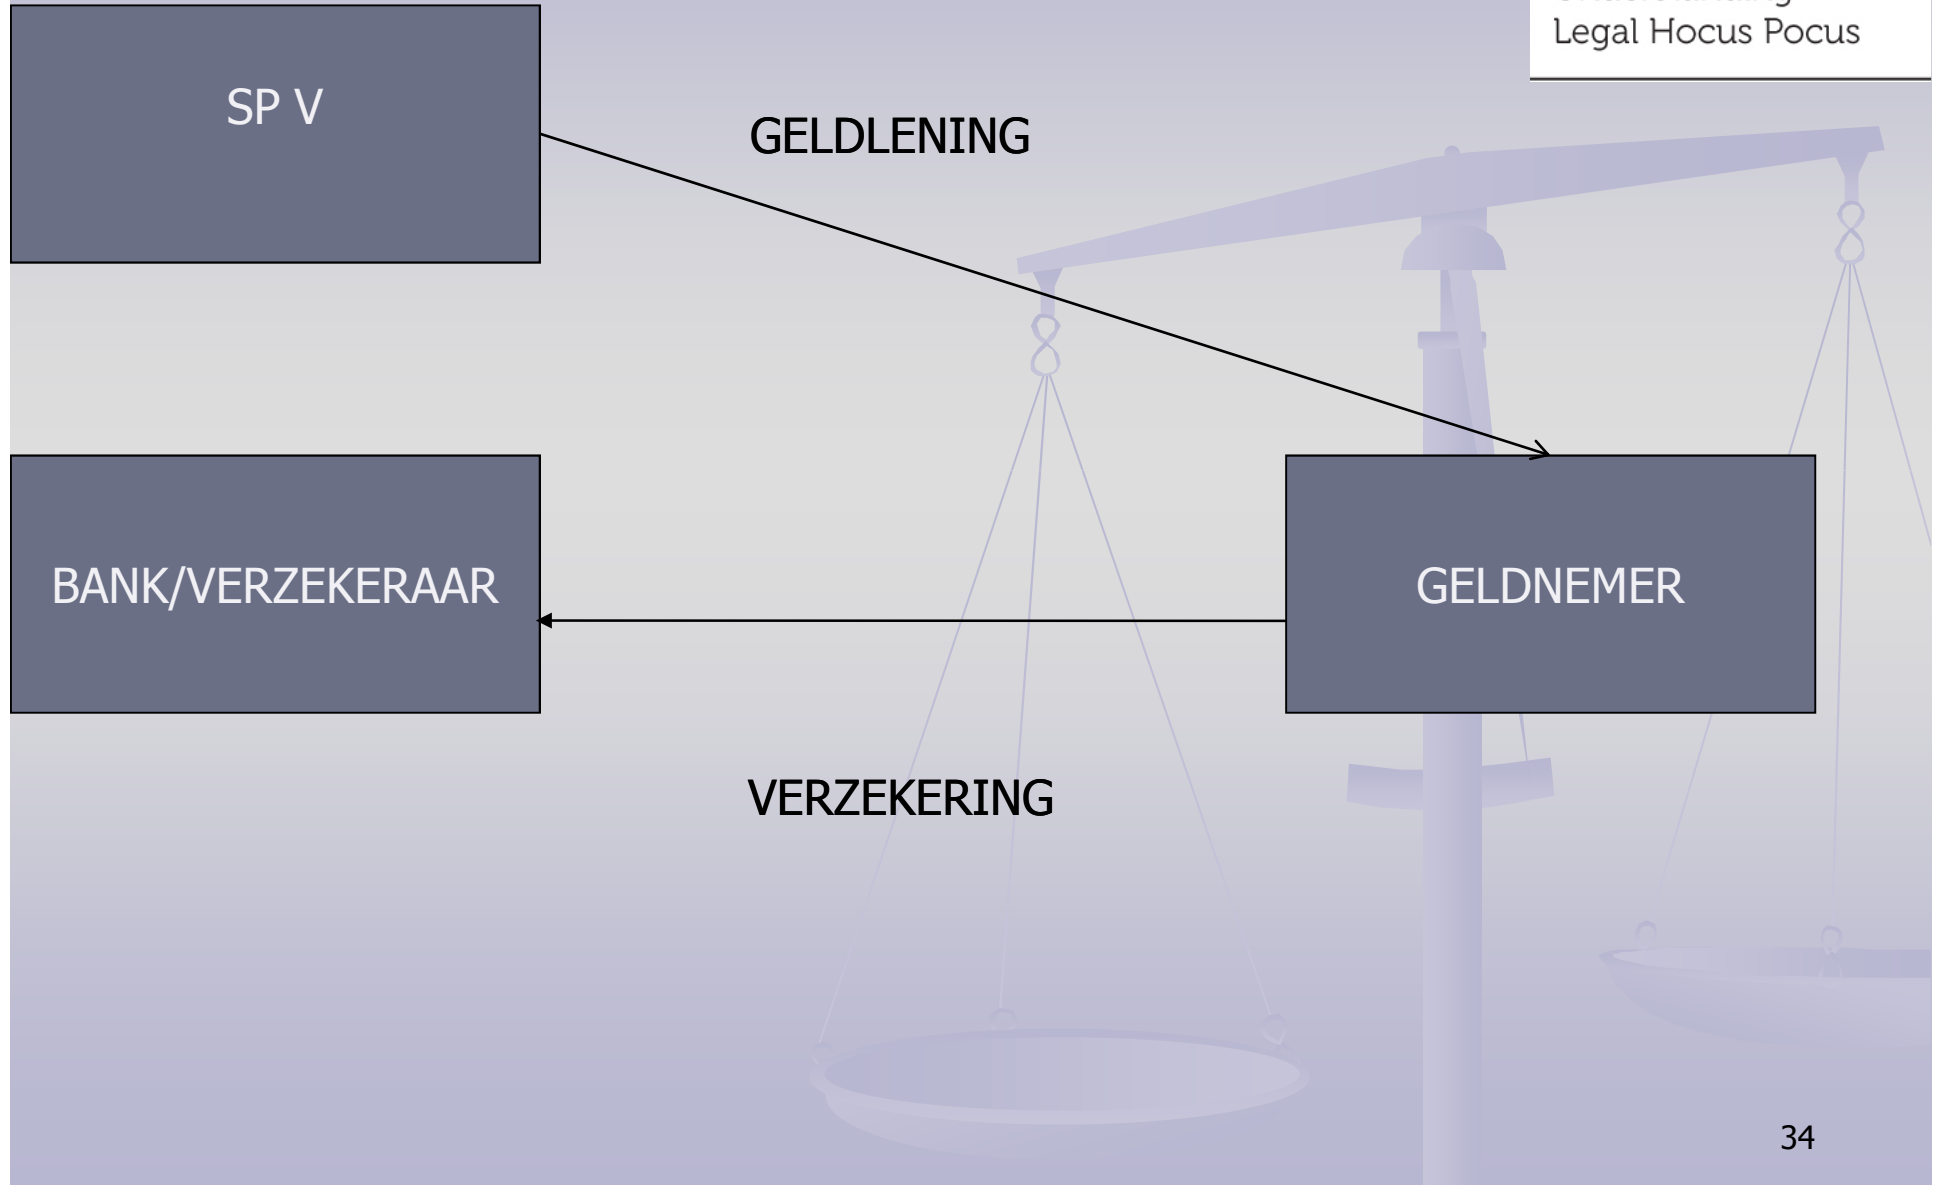 Legal Hocus Pocus
SP V
GELDLENING
BANK/VERZEKERAAR
GELDNEMER
VERZEKERING
34